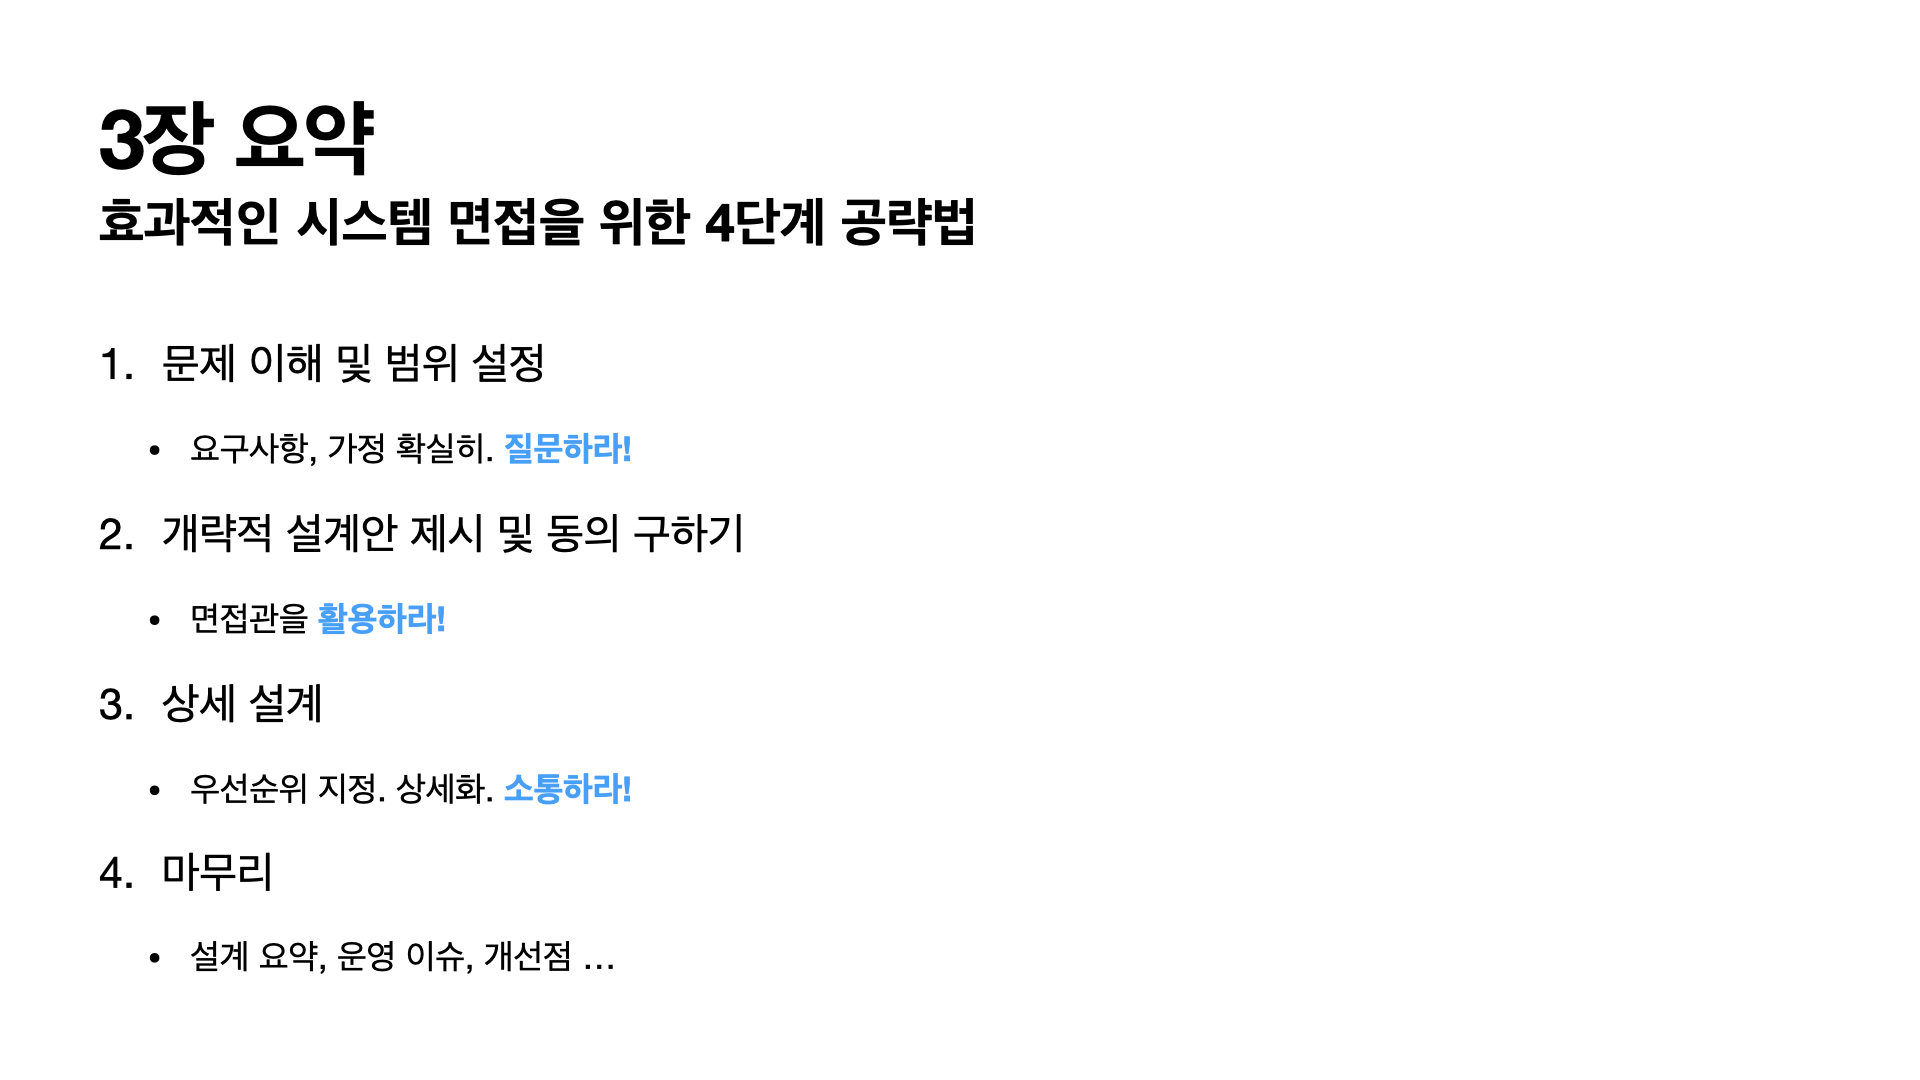 3장 요약
효과적인 시스템 면접을 위한 4단계 공략법
1. 문제 이해 및 범위 설정
• 요구사항, 가정 확실히. 질문하라!
2. 개략적 설계안 제시 및 동의 구하기
• 면접관을 활용하라!
3. 상세 설계
• 우선순위 지정. 상세화. 소통하라!
4. 마무리
• 설계 요약, 운영 이슈, 개선점 …